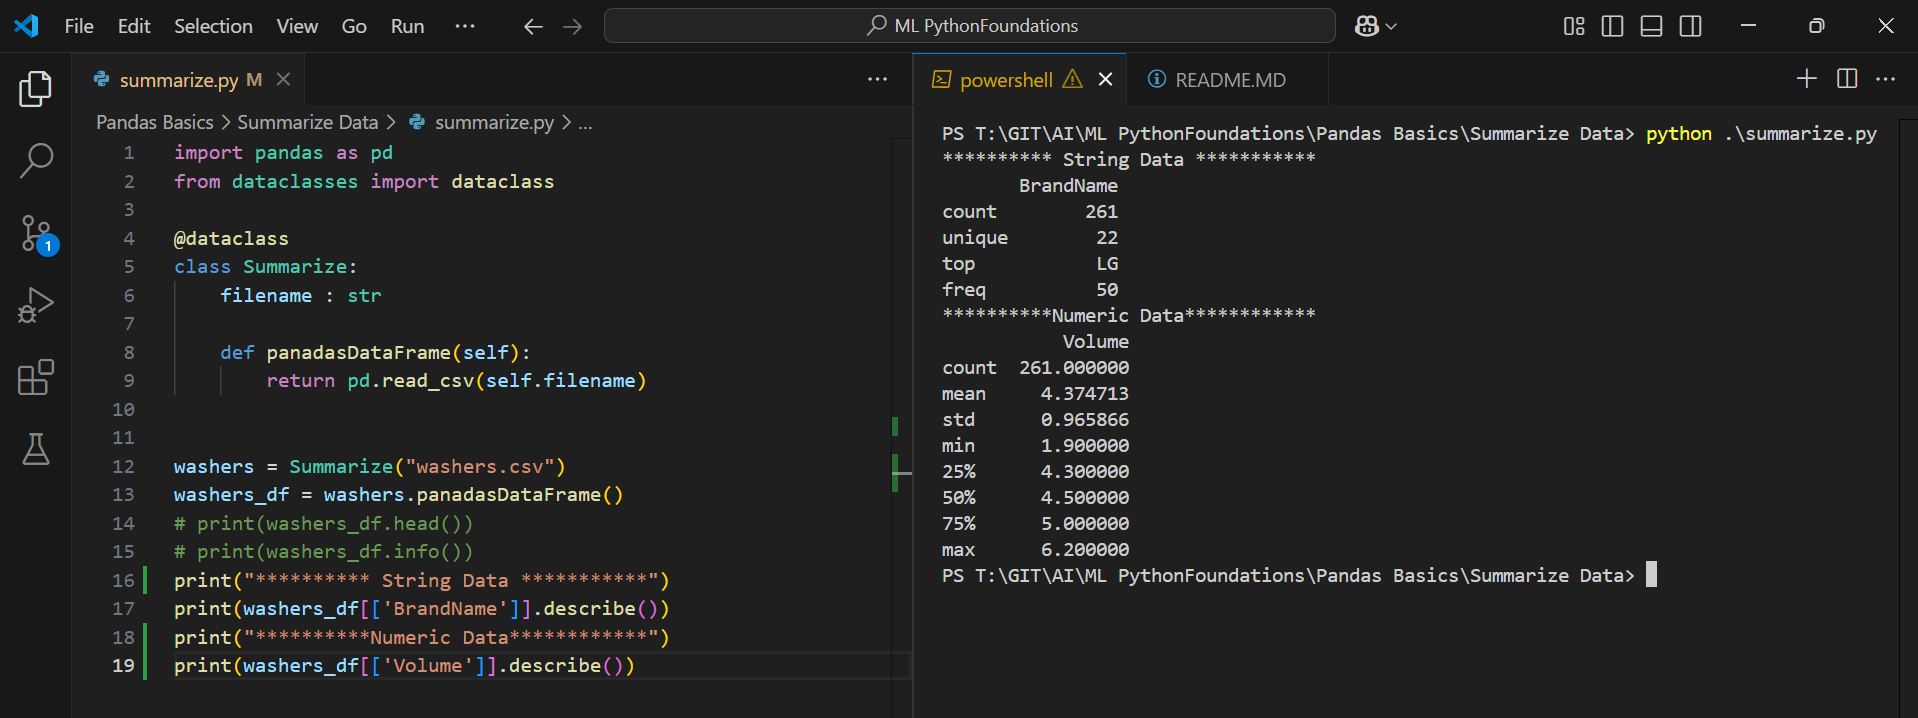 File Edit Selection View Go Run ··· ML PythonFoundations
summarize.py M
Pandas Basics > Summarize Data > summarize.py > ...
1 import pandas as pd
2 from dataclasses import dataclass
3
4 @dataclass
5 class Summarize:
6     filename : str
7
8     def panadasDataFrame(self):
9         return pd.read_csv(self.filename)
10
11
12 washers = Summarize("washers.csv")
13 washers_df = washers.panadasDataFrame()
14 # print(washers_df.head())
15 # print(washers_df.info())
16 print("********** String Data ***********")
17 print(washers_df[['BrandName']].describe())
18 print("**********Numeric Data************")
19 print(washers_df[['Volume']].describe())
1
powershell README.MD
PS T:\GIT\AI\ML PythonFoundations\Pandas Basics\Summarize Data> python .\summarize.py
********** String Data ***********
       BrandName
count        261
unique        22
top           LG
freq          50
**********Numeric Data************
           Volume
count  261.000000
mean     4.374713
std      0.965866
min      1.900000
25%      4.300000
50%      4.500000
75%      5.000000
max      6.200000
PS T:\GIT\AI\ML PythonFoundations\Pandas Basics\Summarize Data>